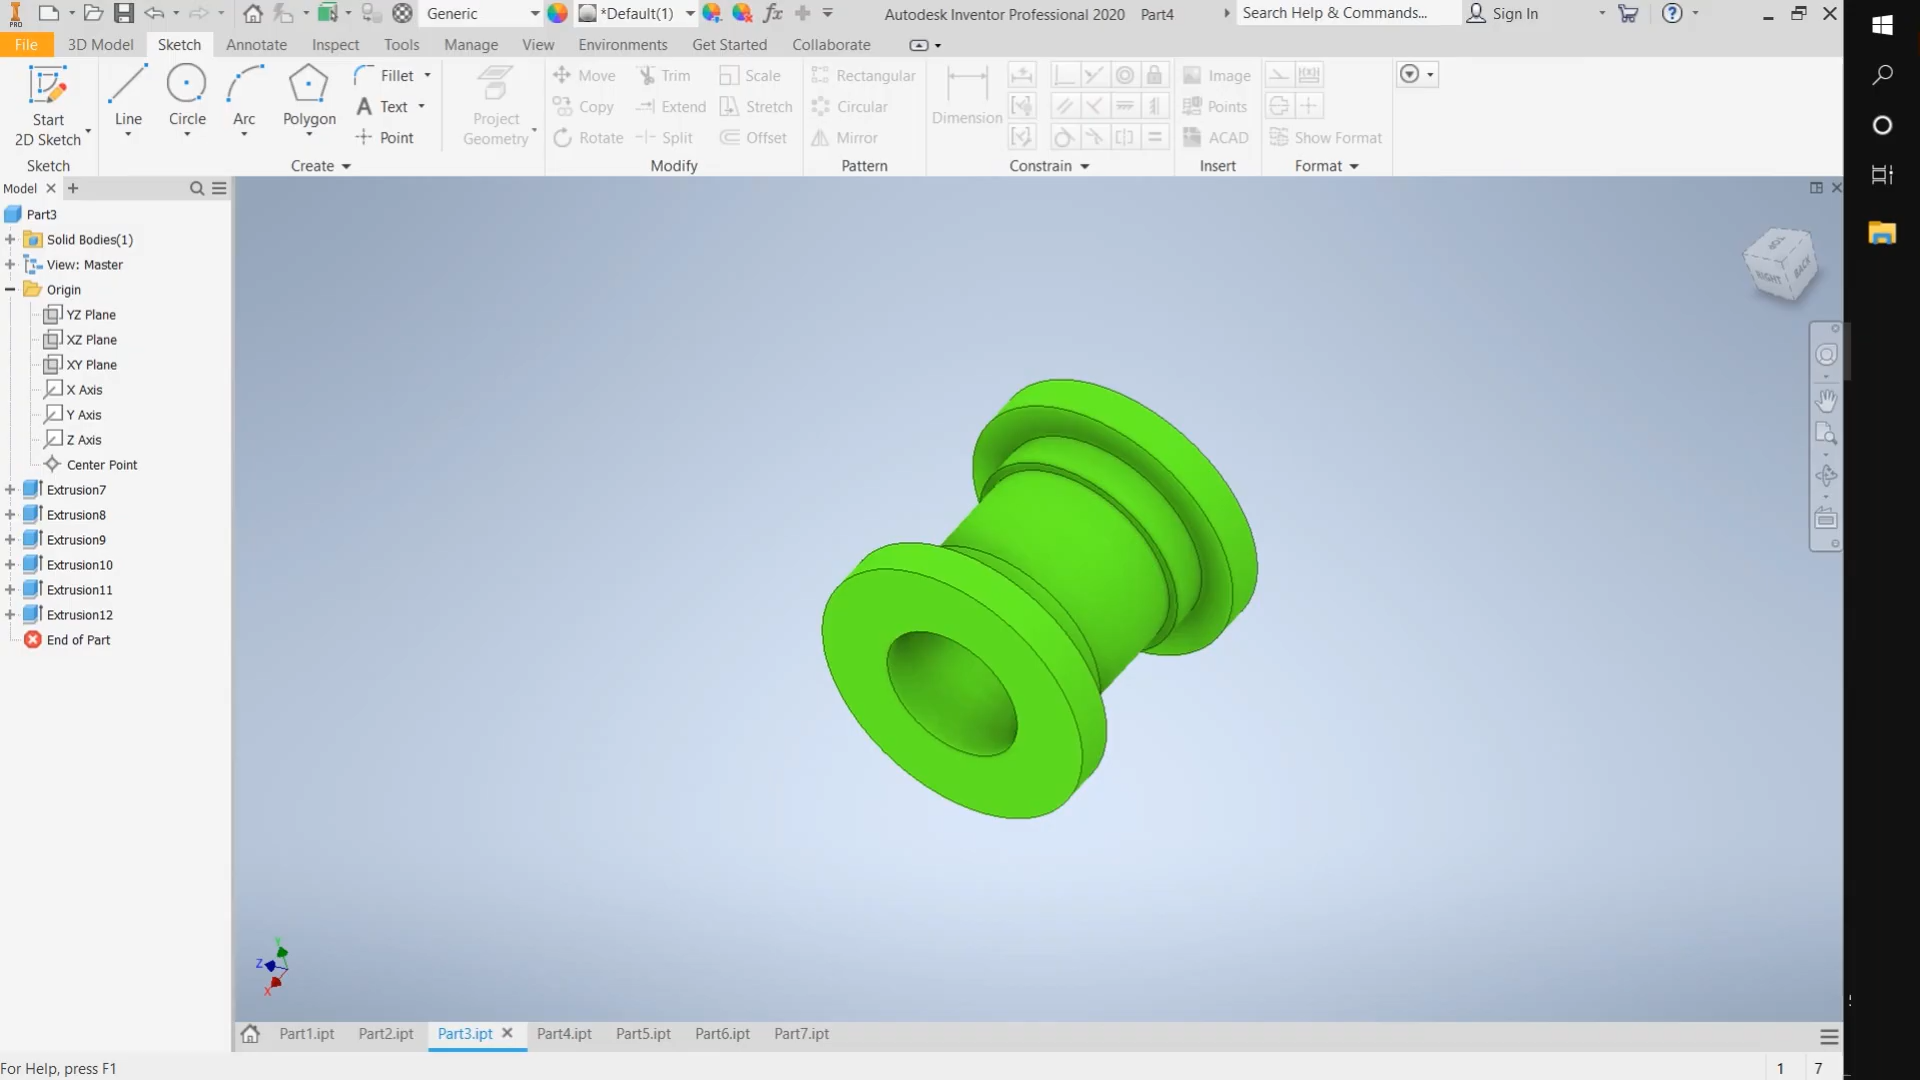 PRO
Generic
*Default(1)
fx
Autodesk Inventor Professional 2020 Part4
Search Help & Commands...
Sign In
?
File
3D Model
Sketch
Annotate
Inspect
Tools
Manage
View
Environments
Get Started
Collaborate
Start
2D Sketch
Line
Circle
Arc
Polygon
Fillet
A Text
Point
Project
Geometry
Move
Copy
Rotate
Trim
Extend
Split
Scale
Stretch
Offset
Rectangular
Circular
Mirror
Dimension
Image
Points
ACAD
Show Format
Sketch
Create
Modify
Pattern
Constrain
Insert
Format
Model
Part3
Solid Bodies(1)
View: Master
Origin
YZ Plane
XZ Plane
XY Plane
X Axis
Y Axis
Z Axis
Center Point
Extrusion7
Extrusion8
Extrusion9
Extrusion10
Extrusion11
Extrusion12
End of Part
RIGHT
BACK
Y
Z
X
Part1.ipt
Part2.ipt
Part3.ipt
Part4.ipt
Part5.ipt
Part6.ipt
Part7.ipt
For Help, press F1
1 7